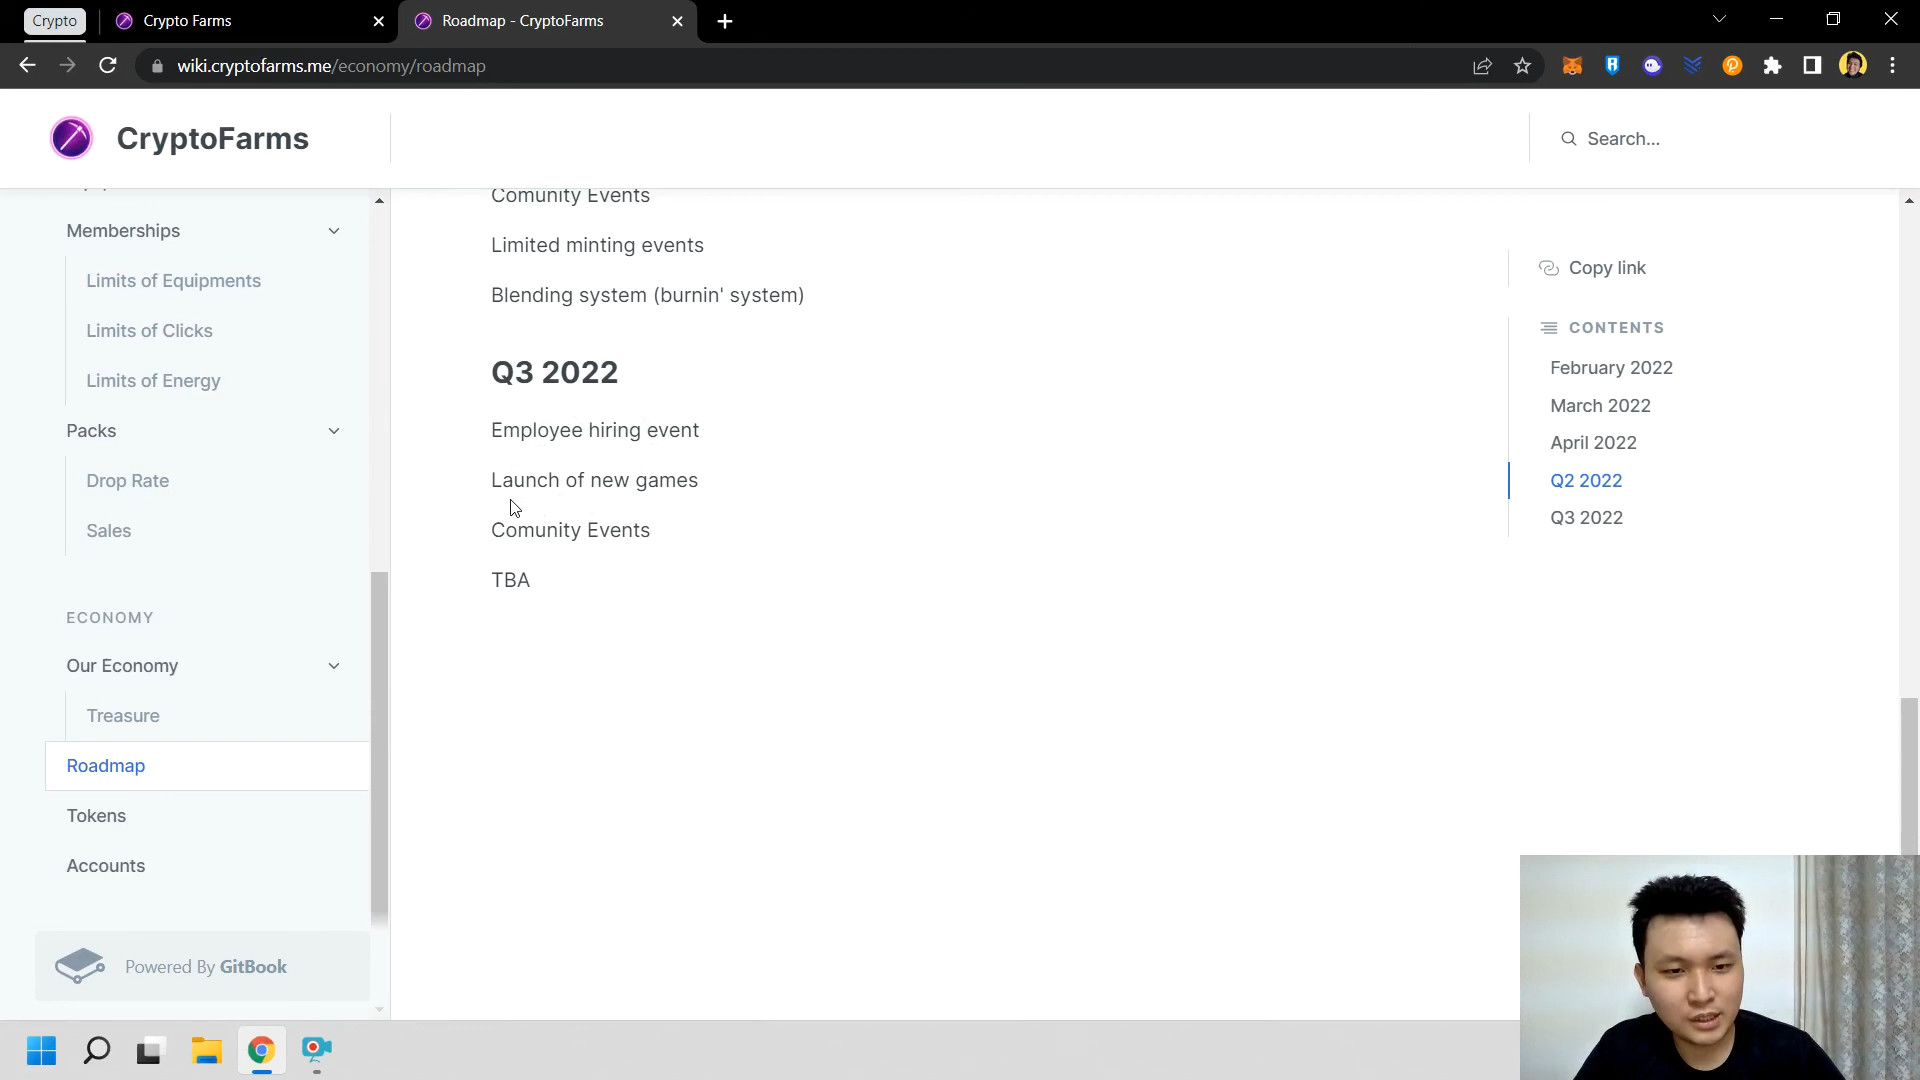 Crypto
Crypto Farms
Roadmap - CryptoFarms
wiki.cryptofarms.me/economy/roadmap
CryptoFarms
Search...
Memberships
Limits of Equipments
Limits of Clicks
Limits of Energy
Packs
Drop Rate
Sales
ECONOMY
Our Economy
Treasure
Roadmap
Tokens
Accounts
Powered By GitBook
Comunity Events
Limited minting events
Blending system (burnin' system)
Q3 2022
Employee hiring event
Launch of new games
Comunity Events
TBA
Copy link
CONTENTS
February 2022
March 2022
April 2022
Q2 2022
Q3 2022